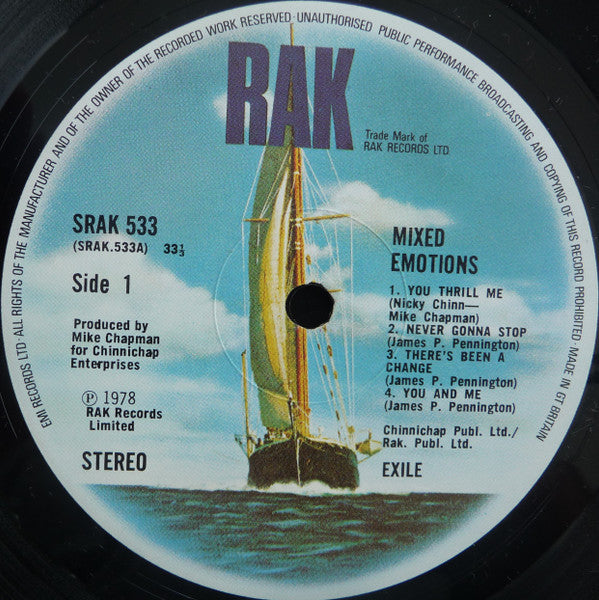 EMI RECORDS LTD · ALL RIGHTS OF THE MANUFACTURER AND OF THE OWNER OF THE RECORDED WORK RESERVED · UNAUTHORISED PUBLIC PERFORMANCE BROADCASTING AND COPYING OF THIS RECORD PROHIBITED · MADE IN GT BRITAIN
RAK
Trade Mark of
RAK RECORDS LTD
SRAK 533
(SRAK.533A) 33⅓
Side 1
Produced by
Mike Chapman
for Chinnichap
Enterprises
Ⓟ 1978
RAK Records
Limited
STEREO
MIXED
EMOTIONS
1. YOU THRILL ME
(Nicky Chinn—
Mike Chapman)
2. NEVER GONNA STOP
(James P. Pennington)
3. THERE'S BEEN A
CHANGE
(James P. Pennington)
4. YOU AND ME
(James P. Pennington)
Chinnichap Publ. Ltd./
Rak. Publ. Ltd.
EXILE